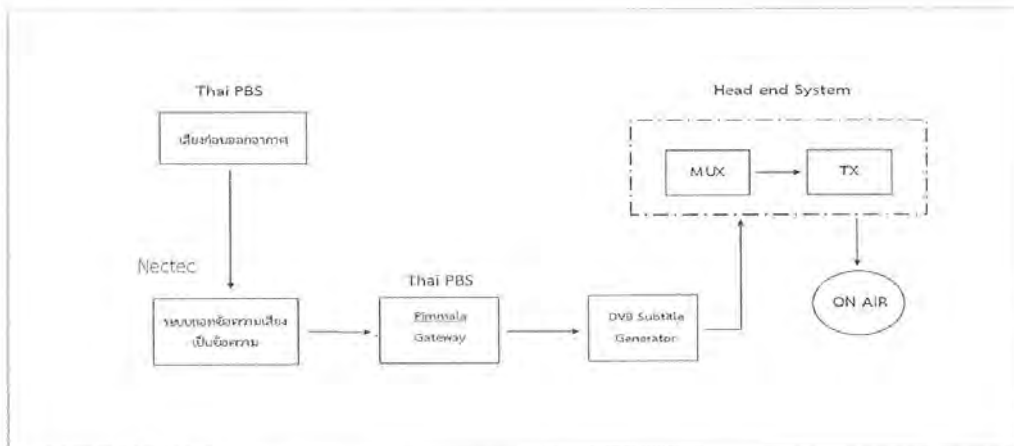 Thai PBS
เสียงก่อนออกอากาศ
Head end System
MUX
TX
Nectec
Thai PBS
ON AIR
ระบบถอดข้อความเสียง
เป็นข้อความ
Pimmala
Gateway
DVB Subtitle
Generator